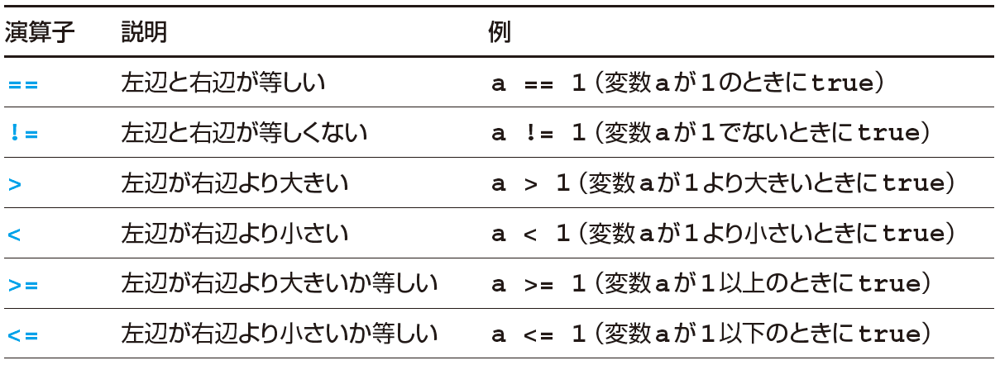 演算子 説明 例
== 左辺と右辺が等しい a == 1（変数aが1のときにtrue）
!= 左辺と右辺が等しくない a != 1（変数aが1でないときにtrue）
> 左辺が右辺より大きい a > 1（変数aが1より大きいときにtrue）
< 左辺が右辺より小さい a < 1（変数aが1より小さいときにtrue）
>= 左辺が右辺より大きいか等しい a >= 1（変数aが1以上のときにtrue）
<= 左辺が右辺より小さいか等しい a <= 1（変数aが1以下のときにtrue）